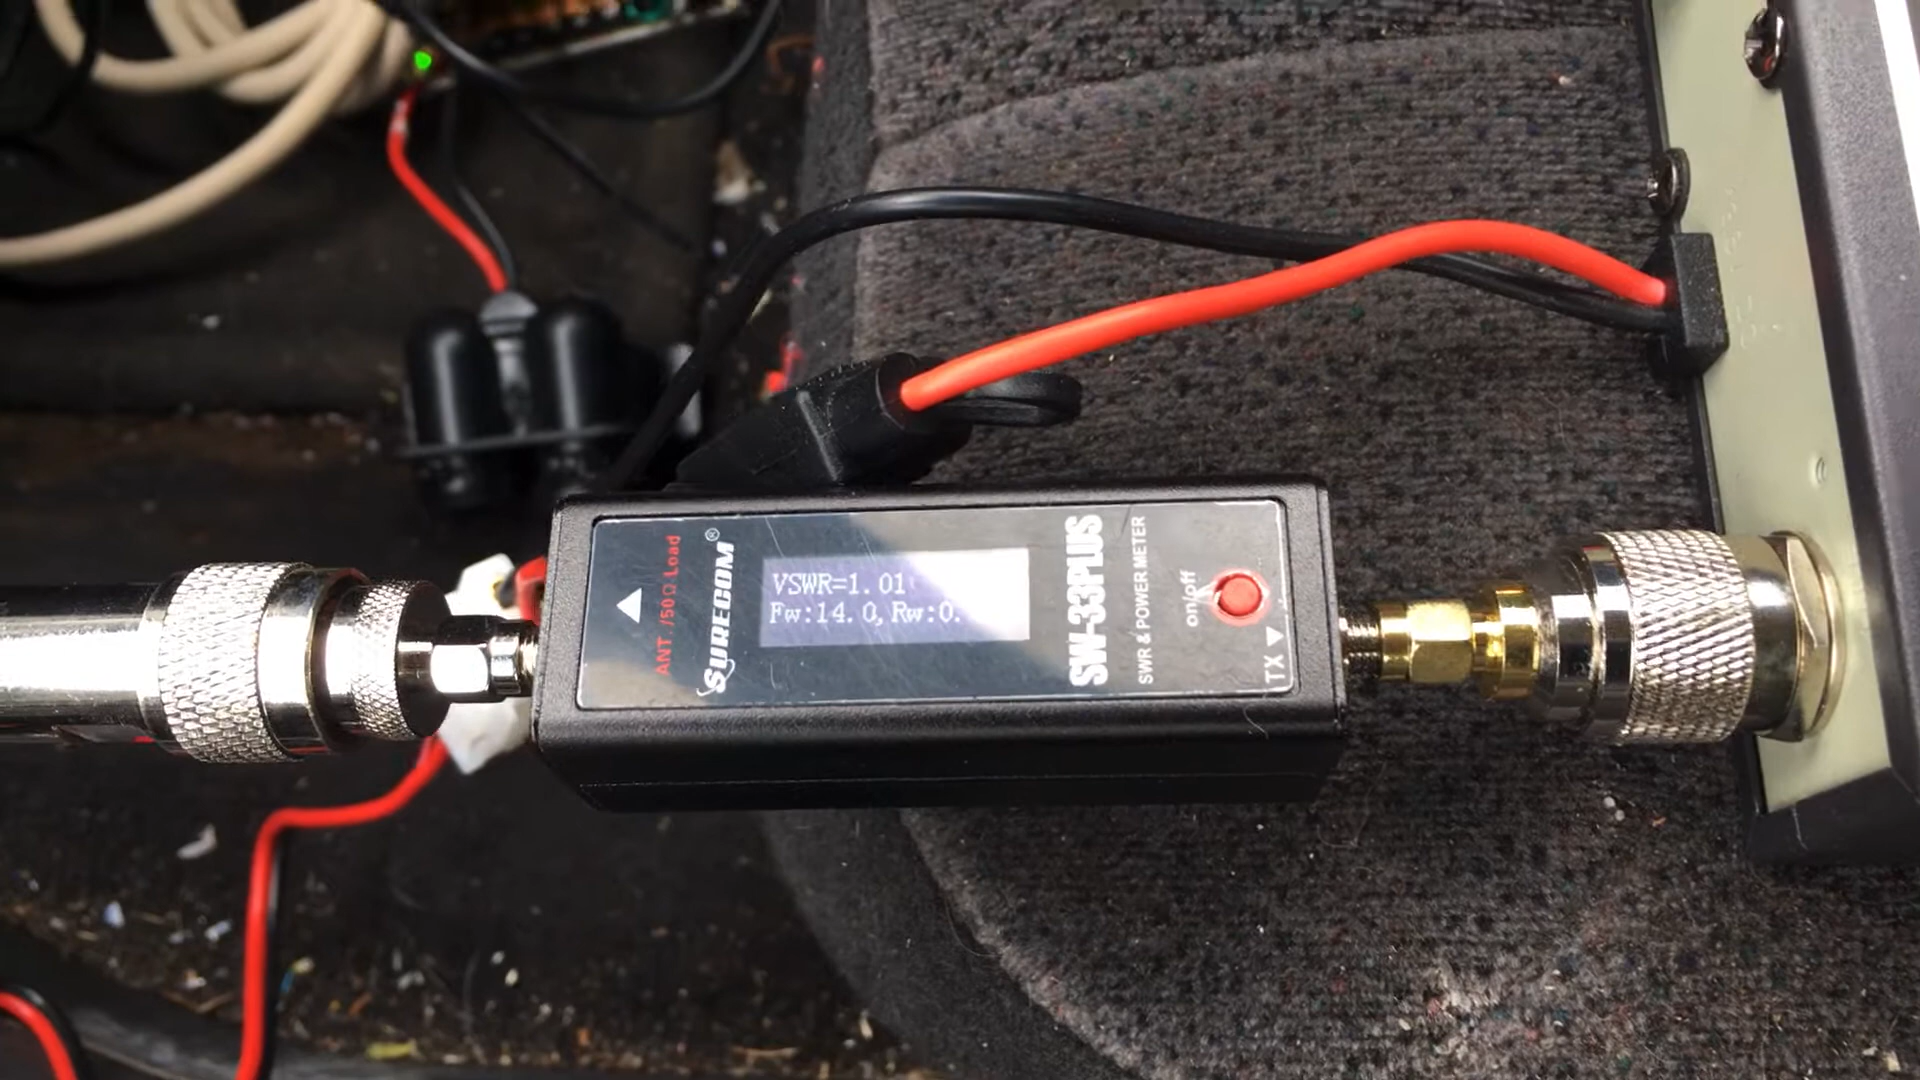 ANT./50Ω Load
SURECOM®
VSWR=1.01
Fw:14.0,Rw:0.
SW-33PLUS
SWR & POWER METER
on/off
TX